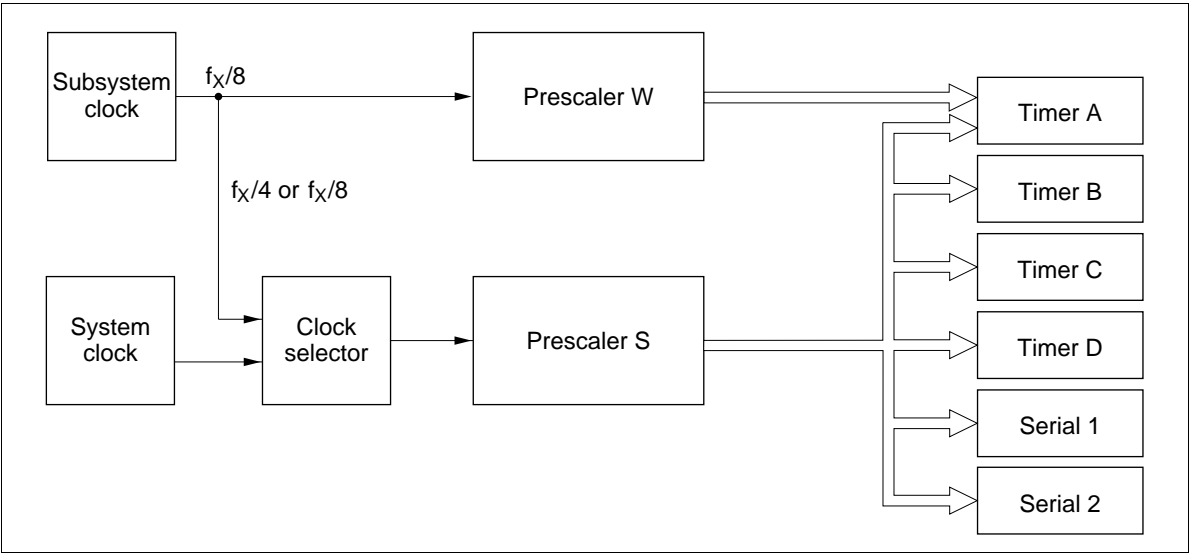 Subsystem
clock
fX/8
Prescaler W
Timer A
fX/4 or fX/8
Timer B
Timer C
System
clock
Clock
selector
Prescaler S
Timer D
Serial 1
Serial 2